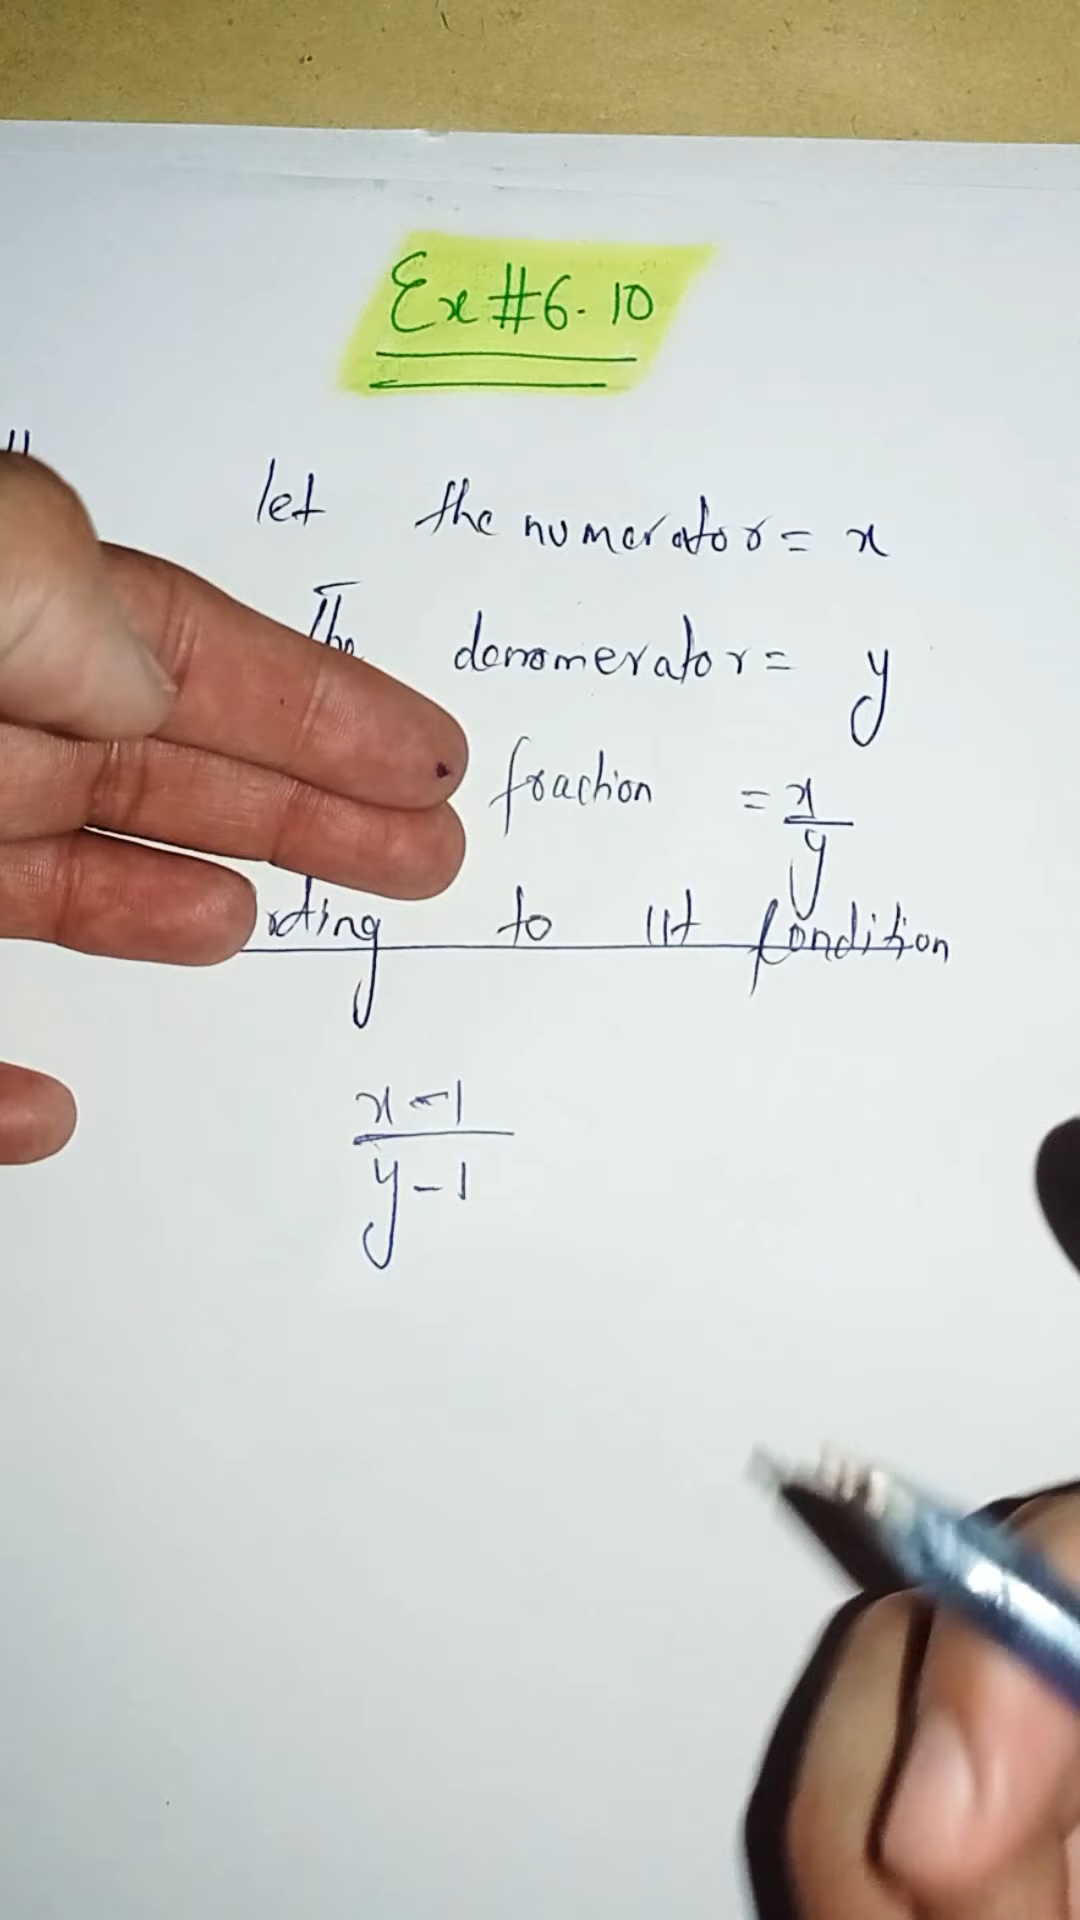 Ex #6.10
let the numerator = x
The denomerator = y
fraction = x
y
to 1st Condition
x-1
y-1